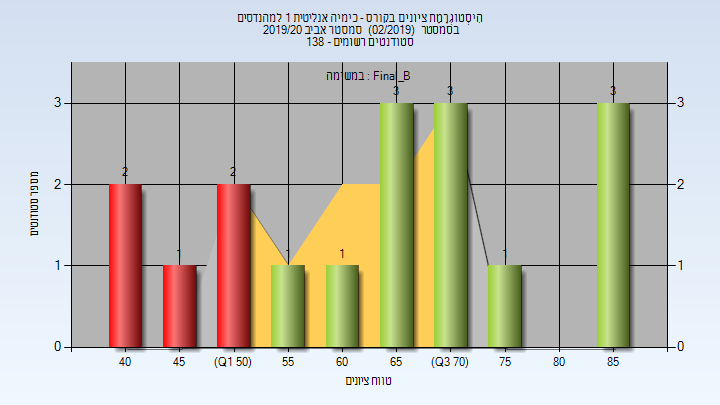 הִיסְטוֹגְרָמַת ציונים בקורס - כימיה אנליטית 1 למהנדסים
בסמסטר  (02/2019)  סמסטר אביב 2019/20
סטודנטים רשומים - 138
במשימה : Final_B
3 3 3 3 3
2 2 2 2
1 1 1 1 1 1
0 0
מספר סטודנטים
40 45 (Q1 50) 55 60 65 (Q3 70) 75 80 85
טווח ציונים